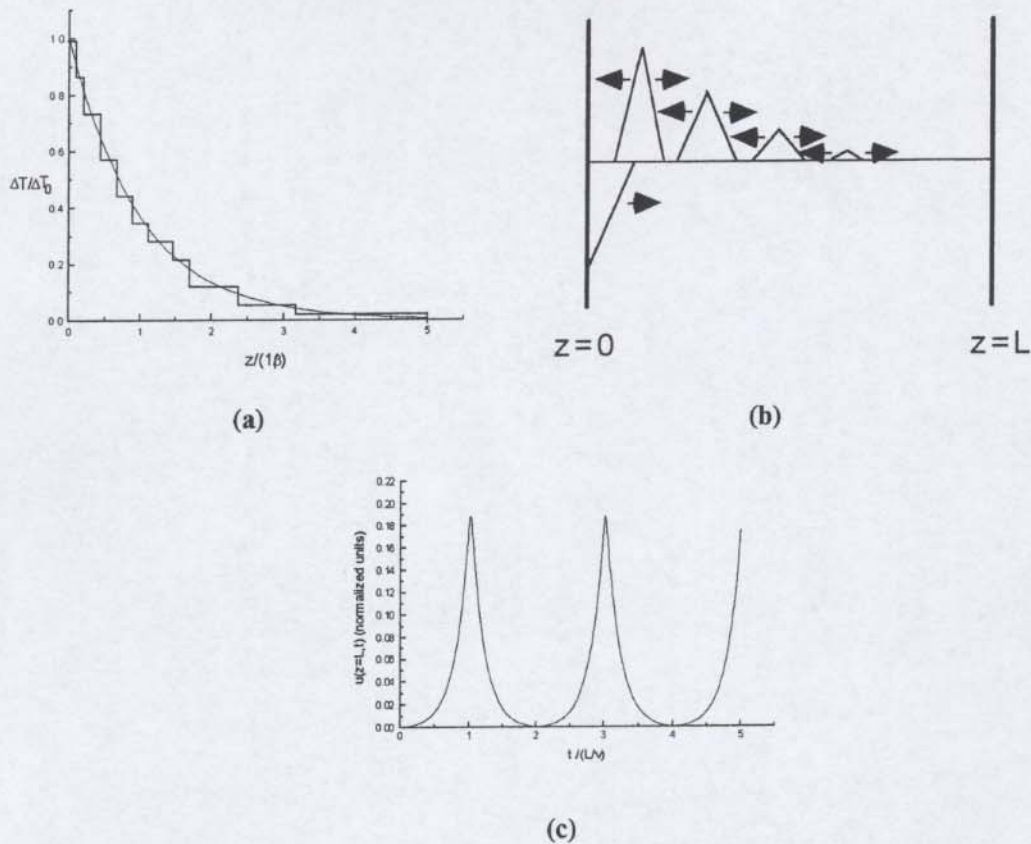 1.0
0.8
0.6
ΔT/ΔT0
0.4
0.2
0.0
0 1 2 3 4 5
z/(1β)
(a)
z=0 z=L
(b)
0.22
0.20
0.18
0.16
0.14
0.12
0.10
0.08
0.06
0.04
0.02
0.00
u(z=L,t) (normalized units)
0 1 2 3 4 5
t/(L/v)
(c)